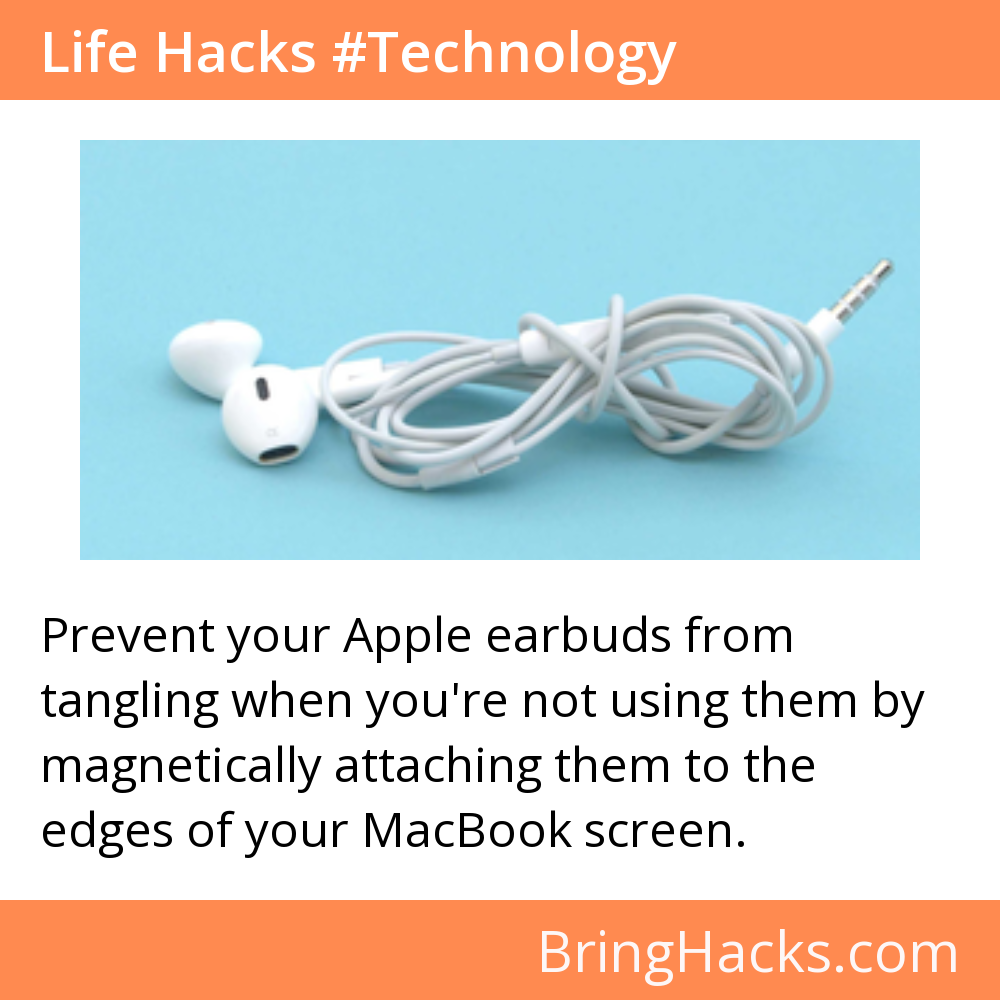 Life Hacks #Technology
Prevent your Apple earbuds from
tangling when you're not using them by
magnetically attaching them to the
edges of your MacBook screen.
BringHacks.com